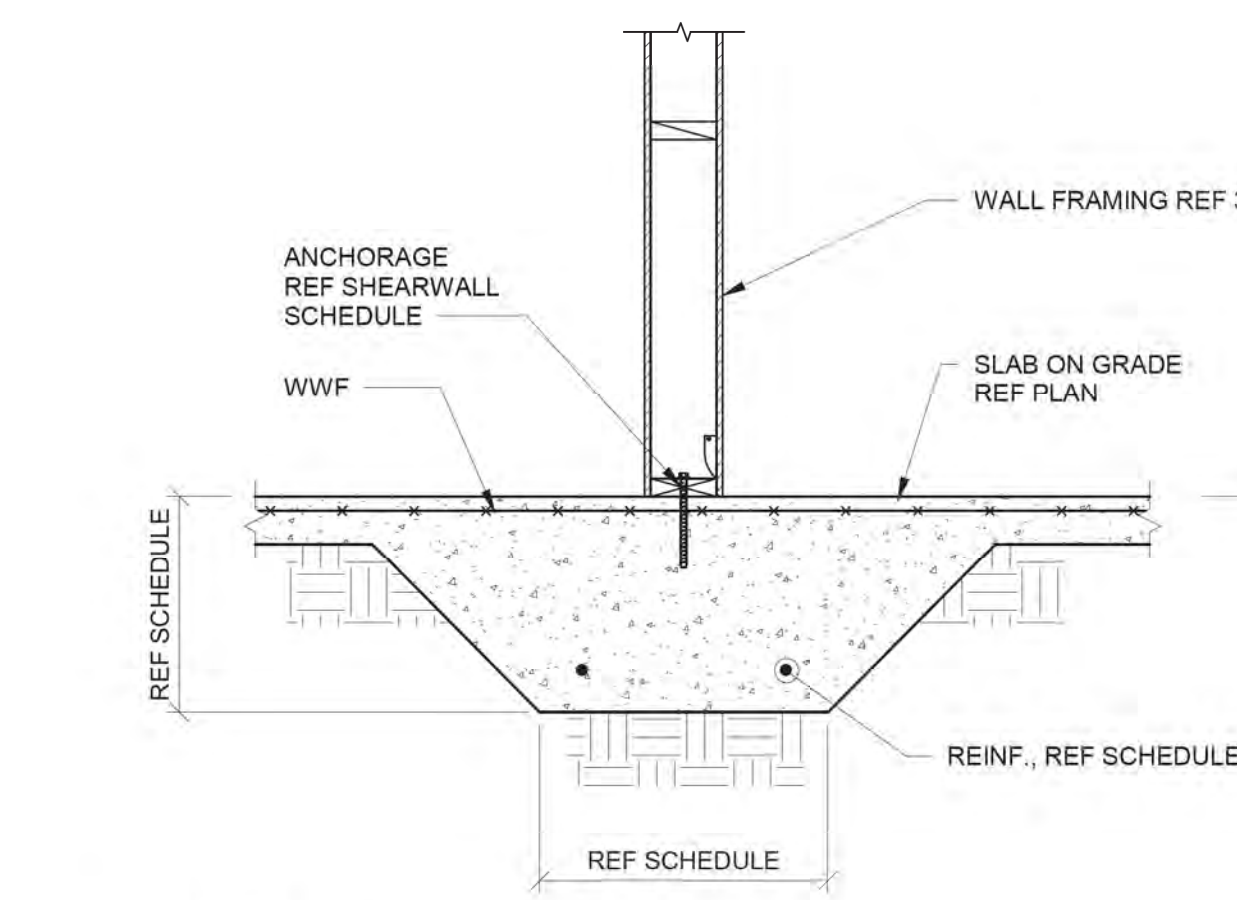 WALL FRAMING REF
ANCHORAGE
REF SHEARWALL
SCHEDULE
WWF
SLAB ON GRADE
REF PLAN
REF SCHEDULE
REINF., REF SCHEDULE
REF SCHEDULE